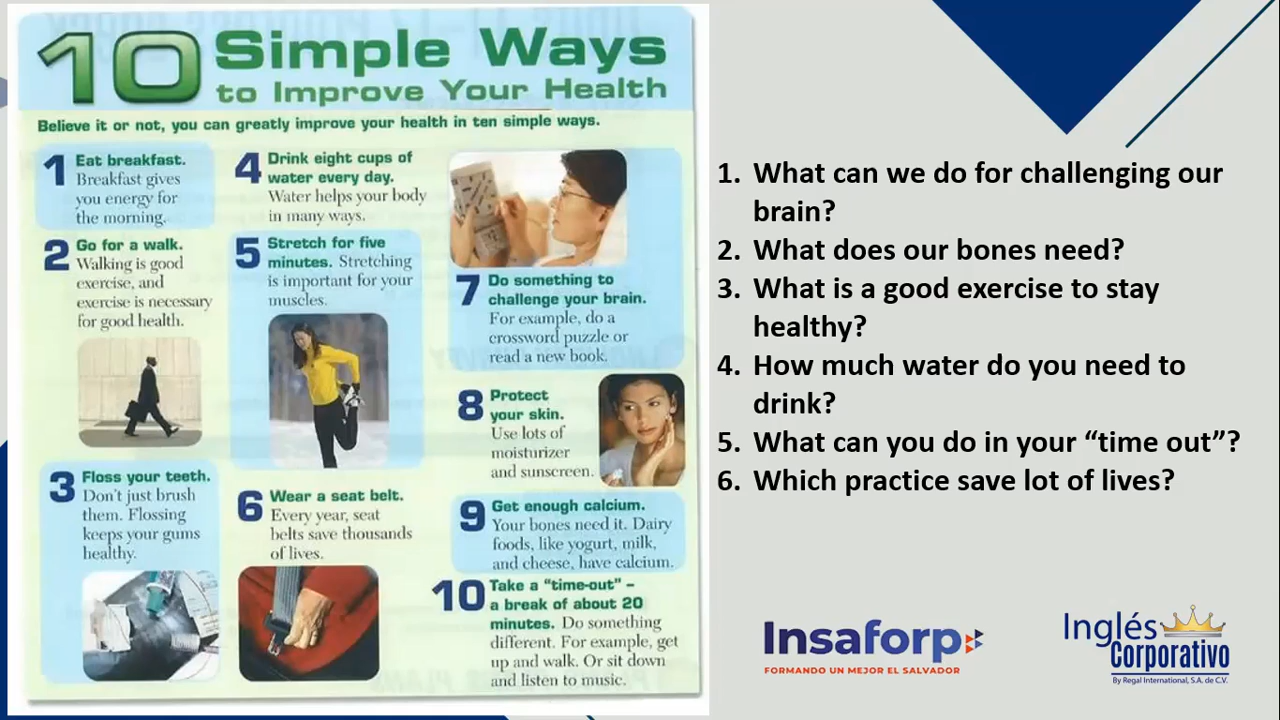 10 Simple Ways
to Improve Your Health
Believe it or not, you can greatly improve your health in ten simple ways.
1 Eat breakfast.
Breakfast gives
you energy for
the morning.
2 Go for a walk.
Walking is good
exercise, and
exercise is necessary
for good health.
3 Floss your teeth.
Don't just brush
them. Flossing
keeps your gums
healthy.
4 Drink eight cups of
water every day.
Water helps your body
in many ways.
5 Stretch for five
minutes. Stretching
is important for your
muscles.
6 Wear a seat belt.
Every year, seat
belts save thousands
of lives.
7 Do something to
challenge your brain.
For example, do a
crossword puzzle or
read a new book.
8 Protect
your skin.
Use lots of
moisturizer
and sunscreen.
9 Get enough calcium.
Your bones need it. Dairy
foods, like yogurt, milk,
and cheese, have calcium.
10 Take a “time-out” –
a break of about 20
minutes. Do something
different. For example, get
up and walk. Or sit down
and listen to music.
1. What can we do for challenging our
brain?
2. What does our bones need?
3. What is a good exercise to stay
healthy?
4. How much water do you need to
drink?
5. What can you do in your “time out”?
6. Which practice save lot of lives?
Insaforp
FORMANDO UN MEJOR EL SALVADOR
Inglés
Corporativo
By Regal International, S.A. de C.V.